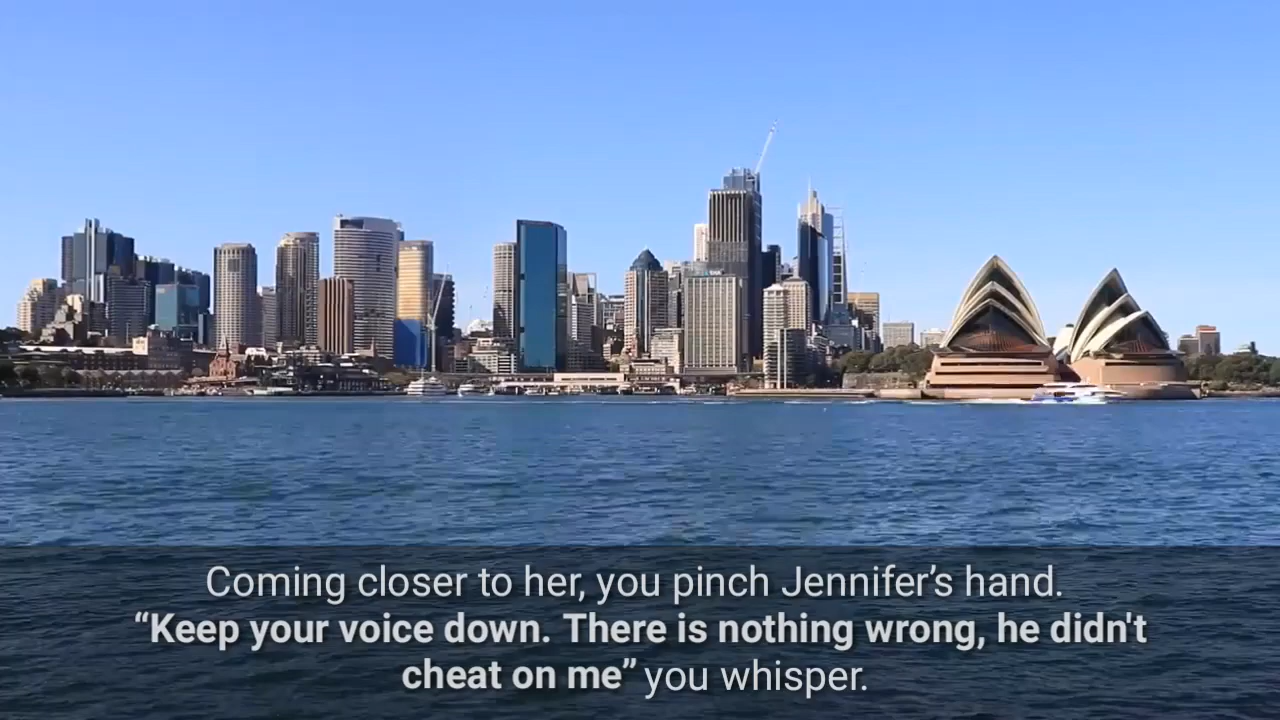 Coming closer to her, you pinch Jennifer’s hand.
“Keep your voice down. There is nothing wrong, he didn't
cheat on me” you whisper.